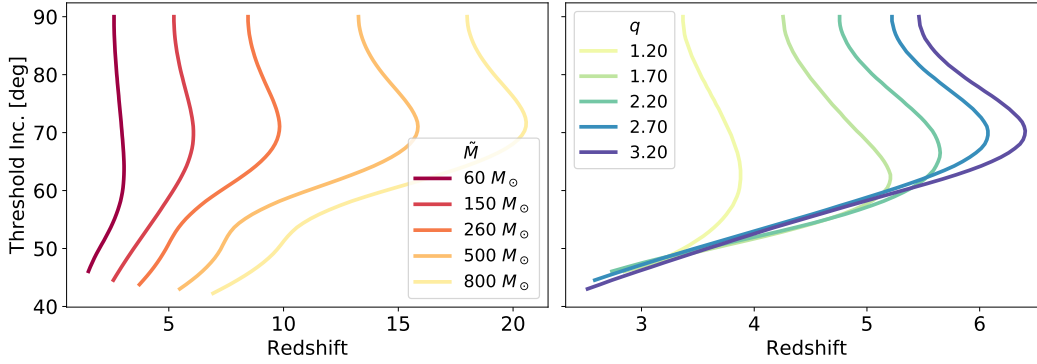 Threshold Inc. [deg]
90
80
70
60
50
40
M̃
60 M⊙
150 M⊙
260 M⊙
500 M⊙
800 M⊙
5
10
15
20
Redshift
q
1.20
1.70
2.20
2.70
3.20
3
4
5
6
Redshift